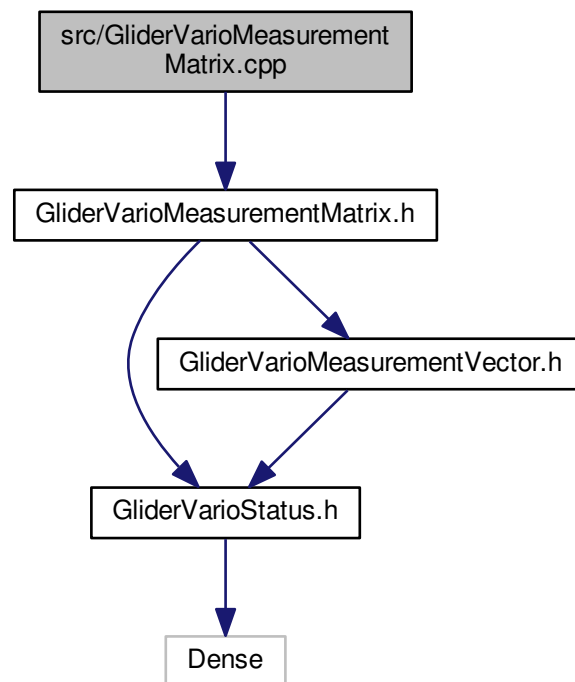 src/GliderVarioMeasurement
Matrix.cpp
GliderVarioMeasurementMatrix.h
GliderVarioMeasurementVector.h
GliderVarioStatus.h
Dense